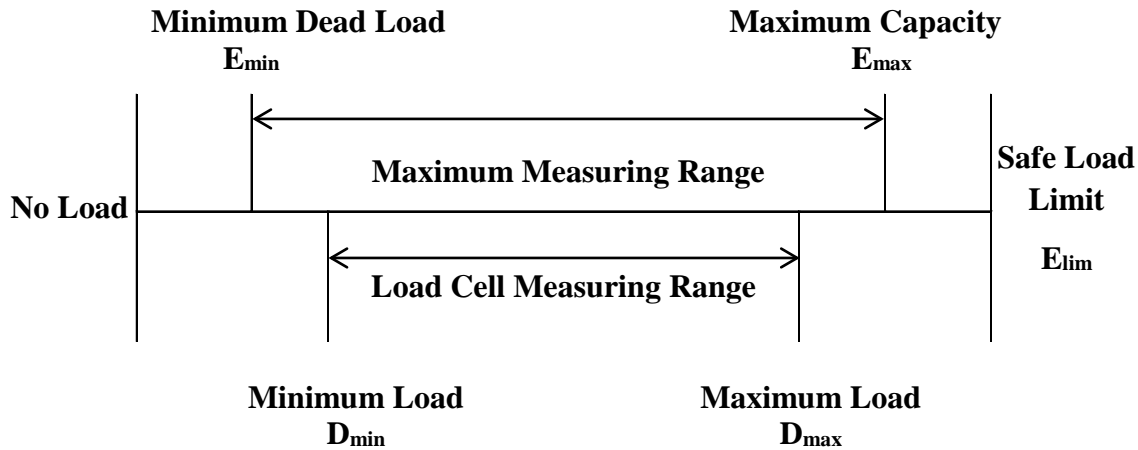 Minimum Dead Load
Emin
Maximum Capacity
Emax
Maximum Measuring Range
Safe Load
Limit
Elim
No Load
Load Cell Measuring Range
Minimum Load
Dmin
Maximum Load
Dmax